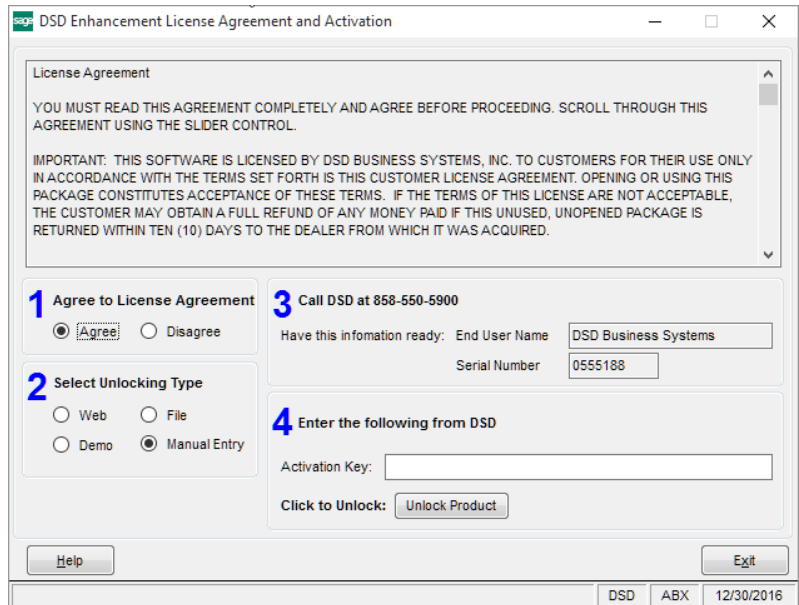 sage DSD Enhancement License Agreement and Activation
License Agreement
YOU MUST READ THIS AGREEMENT COMPLETELY AND AGREE BEFORE PROCEEDING. SCROLL THROUGH THIS
AGREEMENT USING THE SLIDER CONTROL.
IMPORTANT: THIS SOFTWARE IS LICENSED BY DSD BUSINESS SYSTEMS, INC. TO CUSTOMERS FOR THEIR USE ONLY
IN ACCORDANCE WITH THE TERMS SET FORTH IS THIS CUSTOMER LICENSE AGREEMENT. OPENING OR USING THIS
PACKAGE CONSTITUTES ACCEPTANCE OF THESE TERMS. IF THE TERMS OF THIS LICENSE ARE NOT ACCEPTABLE,
THE CUSTOMER MAY OBTAIN A FULL REFUND OF ANY MONEY PAID IF THIS UNUSED, UNOPENED PACKAGE IS
RETURNED WITHIN TEN (10) DAYS TO THE DEALER FROM WHICH IT WAS ACQUIRED.
1 Agree to License Agreement
Agree Disagree
2 Select Unlocking Type
Web File
Demo Manual Entry
3 Call DSD at 858-550-5900
Have this infomation ready: End User Name DSD Business Systems
Serial Number 0555188
4 Enter the following from DSD
Activation Key:
Click to Unlock: Unlock Product
Help Exit
DSD ABX 12/30/2016